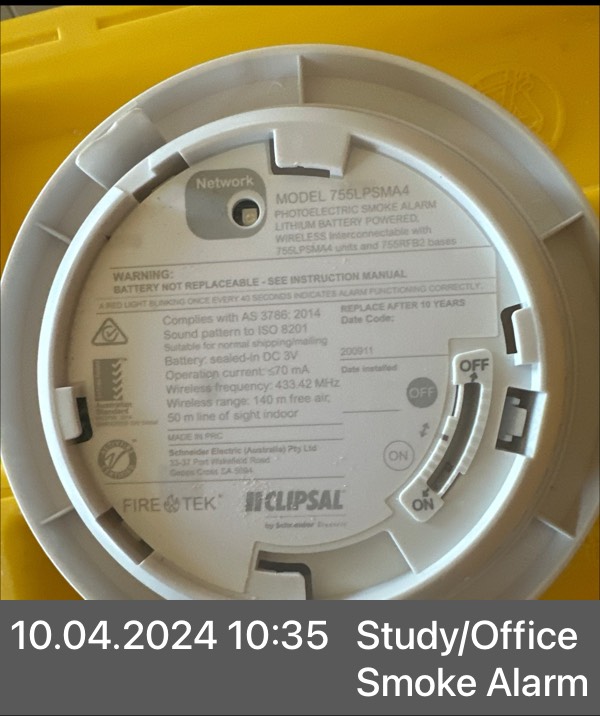 Network
MODEL 755LPSMA4
PHOTOELECTRIC SMOKE ALARM
LITHIUM BATTERY POWERED,
WIRELESS interconnectable with
755LPSMA4 units and 755RFB2 bases
WARNING:
BATTERY NOT REPLACEABLE - SEE INSTRUCTION MANUAL
A RED LIGHT BLINKING ONCE EVERY 40 SECONDS INDICATES ALARM FUNCTIONING CORRECTLY.
Complies with AS 3786: 2014
Sound pattern to ISO 8201
Suitable for normal shipping/mailing
Battery: sealed-in DC 3V
Operation current:≤70 mA
Wireless frequency: 433.42 MHz
Wireless range: 140 m free air,
50 m line of sight indoor
REPLACE AFTER 10 YEARS
Date Code:
200911
Date installed
OFF
OFF
ON
ON
Australian
Standard
MADE IN PRC
Schneider Electric (Australia) Pty Ltd
33-37 Port Wakefield Road
Gepps Cross SA 5094
FIRE TEK
CLIPSAL
by Schneider Electric
10.04.2024 10:35
Study/Office
Smoke Alarm